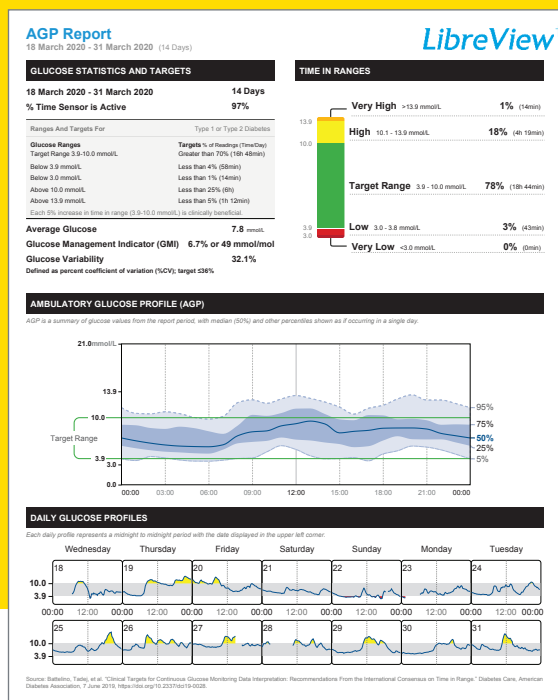 AGP Report
18 March 2020 - 31 March 2020 (14 Days)
LibreView
GLUCOSE STATISTICS AND TARGETS
18 March 2020 - 31 March 2020 14 Days
% Time Sensor is Active 97%
Ranges And Targets For Type 1 or Type 2 Diabetes
Glucose Ranges Targets % of Readings (Time/Day)
Target Range 3.9-10.0 mmol/L Greater than 70% (16h 48min)
Below 3.9 mmol/L Less than 4% (58min)
Below 3.0 mmol/L Less than 1% (14min)
Above 10.0 mmol/L Less than 25% (6h)
Above 13.9 mmol/L Less than 5% (1h 12min)
Each 5% increase in time in range (3.9-10.0 mmol/L) is clinically beneficial.
Average Glucose 7.8 mmol/L
Glucose Management Indicator (GMI) 6.7% or 49 mmol/mol
Glucose Variability 32.1%
Defined as percent coefficient of variation (%CV); target ≤36%
TIME IN RANGES
Very High >13.9 mmol/L 1% (14min)
13.9
High 10.1 - 13.9 mmol/L 18% (4h 19min)
10.0
Target Range 3.9 - 10.0 mmol/L 78% (18h 44min)
3.9
Low 3.0 - 3.8 mmol/L 3% (43min)
3.0
Very Low <3.0 mmol/L 0% (0min)
AMBULATORY GLUCOSE PROFILE (AGP)
AGP is a summary of glucose values from the report period, with median (50%) and other percentiles shown as if occurring in a single day.
21.0 mmol/L
13.9
10.0
Target Range
3.9
3.0
0.0
95%
75%
50%
25%
5%
00:00 03:00 06:00 09:00 12:00 15:00 18:00 21:00 00:00
DAILY GLUCOSE PROFILES
Each daily profile represents a midnight to midnight period with the date displayed in the upper left corner.
Wednesday Thursday Friday Saturday Sunday Monday Tuesday
18 19 20 21 22 23 24
10.0
3.9
00:00 12:00 00:00 12:00 00:00 12:00 00:00 12:00 00:00 12:00 00:00 12:00 00:00 12:00 00:00
25 26 27 28 29 30 31
10.0
3.9
Source: Battelino, Tadej, et al. "Clinical Targets for Continuous Glucose Monitoring Data Interpretation: Recommendations From the International Consensus on Time in Range." Diabetes Care, American
Diabetes Association, 7 June 2019, https://doi.org/10.2337/dci19-0028.